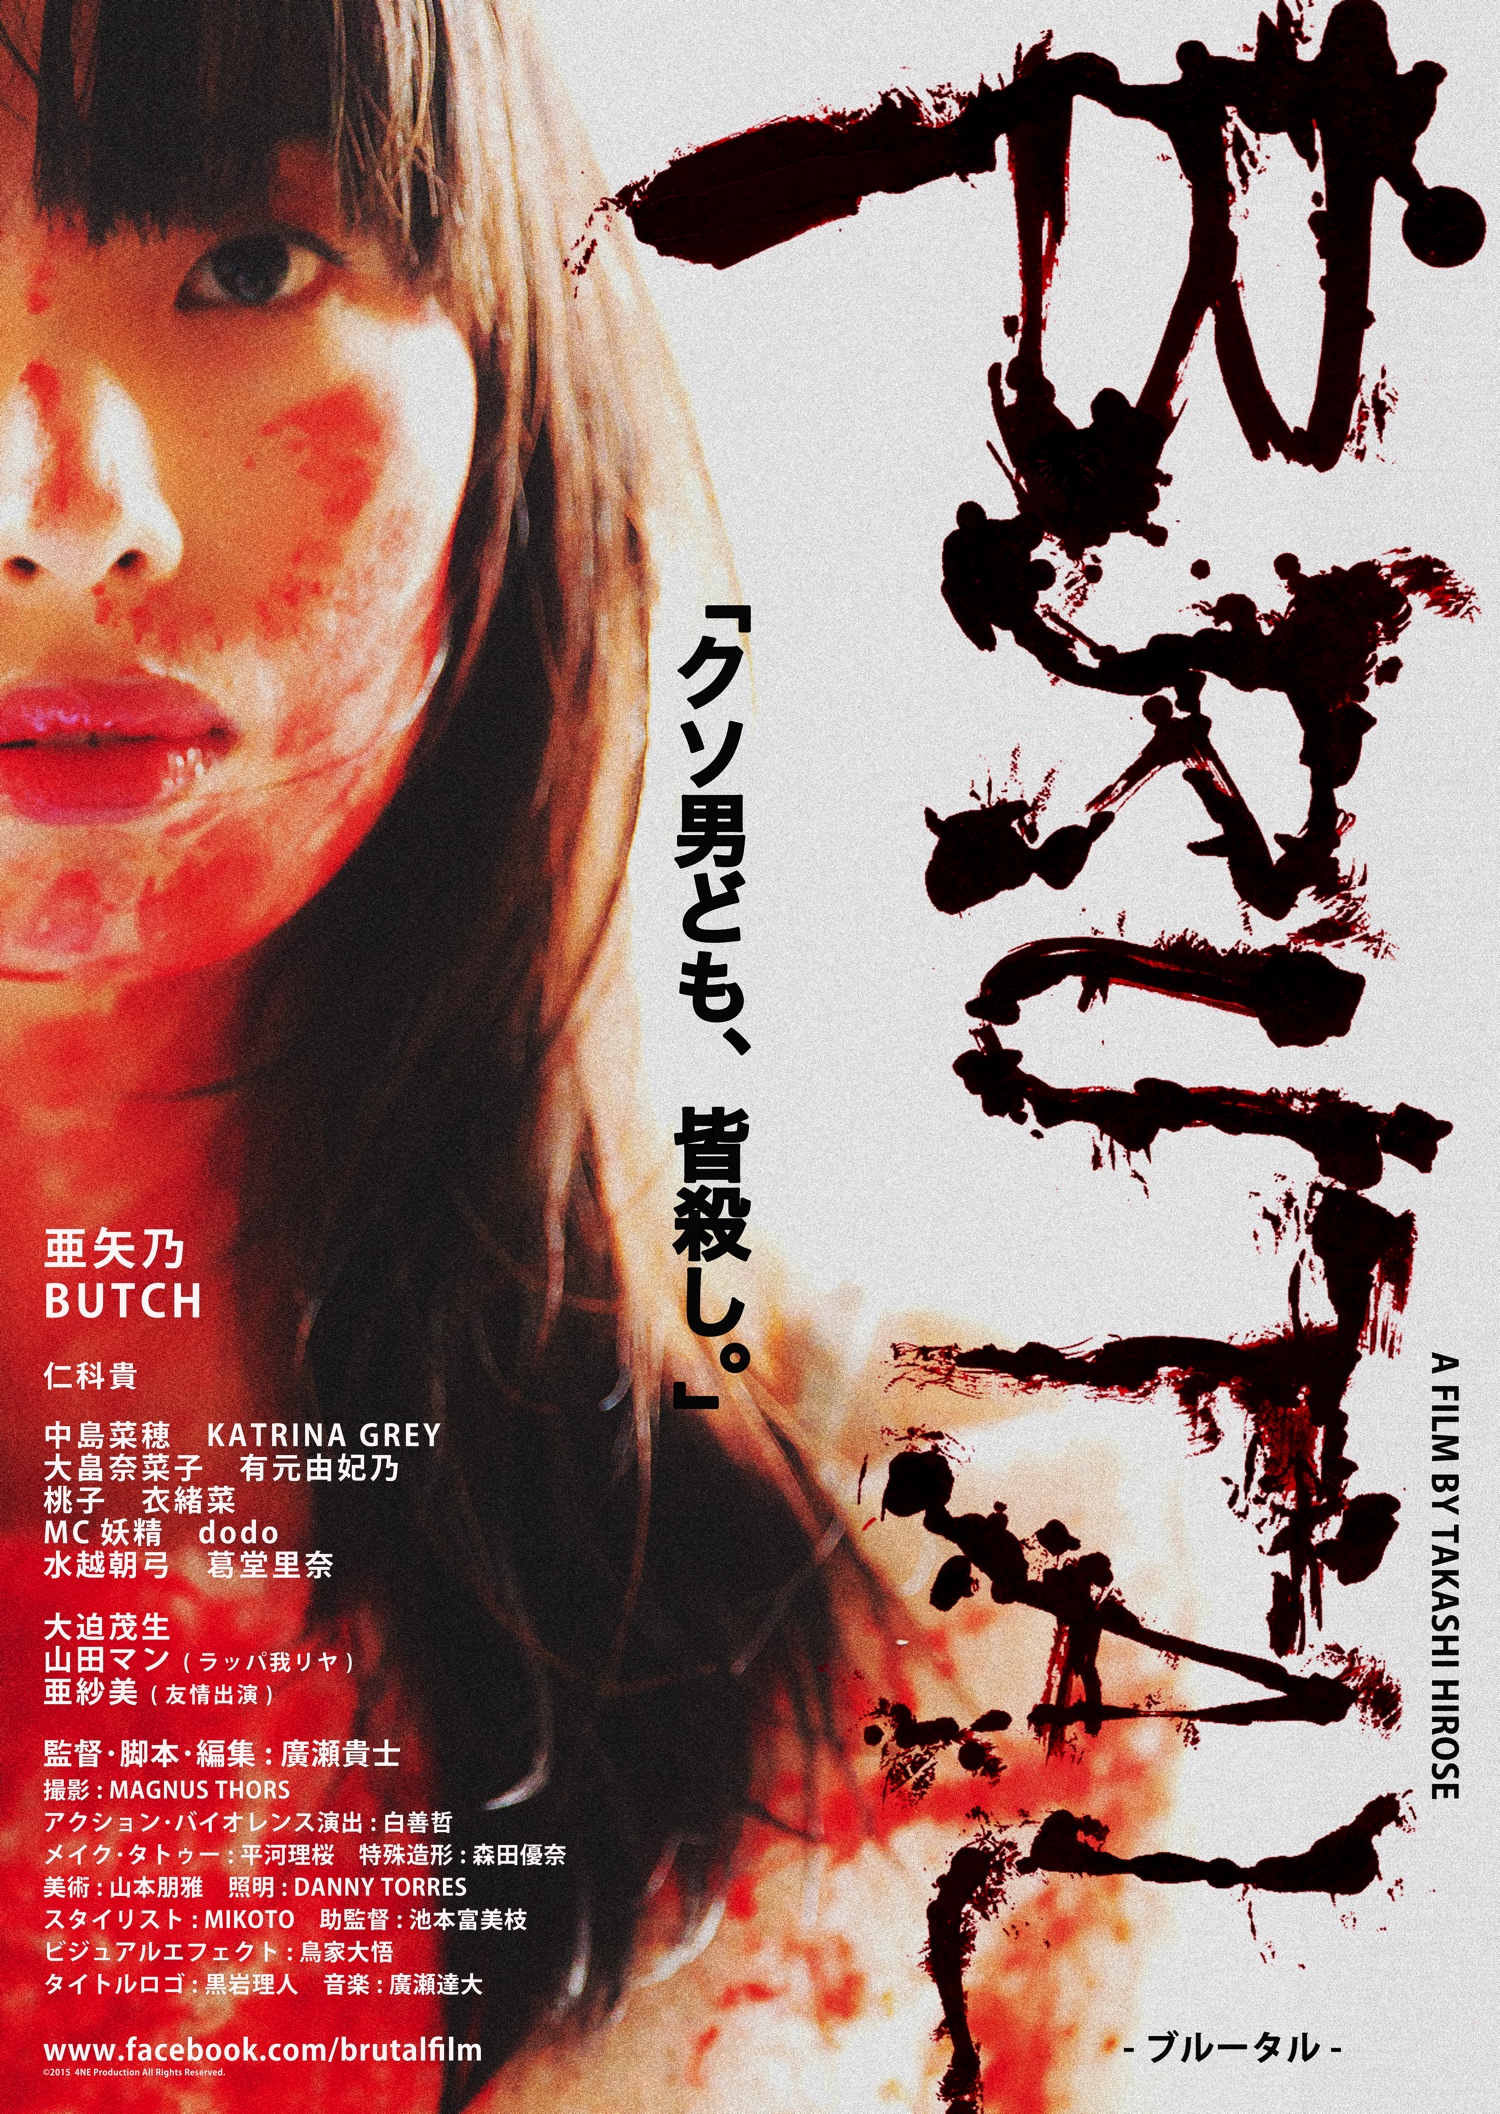 BRUTAL
「クソ男ども、皆殺し。」
A FILM BY TAKASHI HIROSE
- ブルータル -
亜矢乃
BUTCH
仁科貴
中島菜穂 KATRINA GREY
大畠奈菜子 有元由妃乃
桃子 衣緒菜
MC 妖精 dodo
水越朝弓 葛堂里奈
大迫茂生
山田マン ( ラッパ我リヤ )
亜紗美 ( 友情出演 )
監督・脚本・編集 : 廣瀬貴士
撮影 : MAGNUS THORS
アクション・バイオレンス演出 : 白善哲
メイク・タトゥー : 平河理桜 特殊造形 : 森田優奈
美術 : 山本朋雅 照明 : DANNY TORRES
スタイリスト : MIKOTO 助監督 : 池本富美枝
ビジュアルエフェクト : 鳥家大悟
タイトルロゴ : 黒岩理人 音楽 : 廣瀬達大
www.facebook.com/brutalfilm
©2015 4NE Production All Rights Reserved.